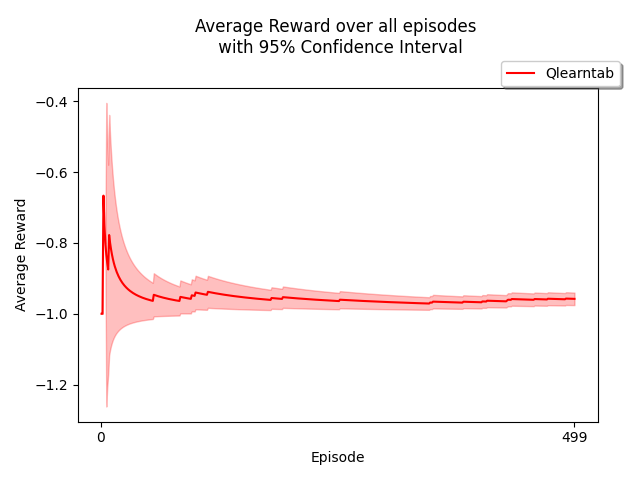 Average Reward over all episodes
with 95% Confidence Interval
Qlearntab
−0.4
−0.6
−0.8
−1.0
−1.2
Average Reward
0
499
Episode